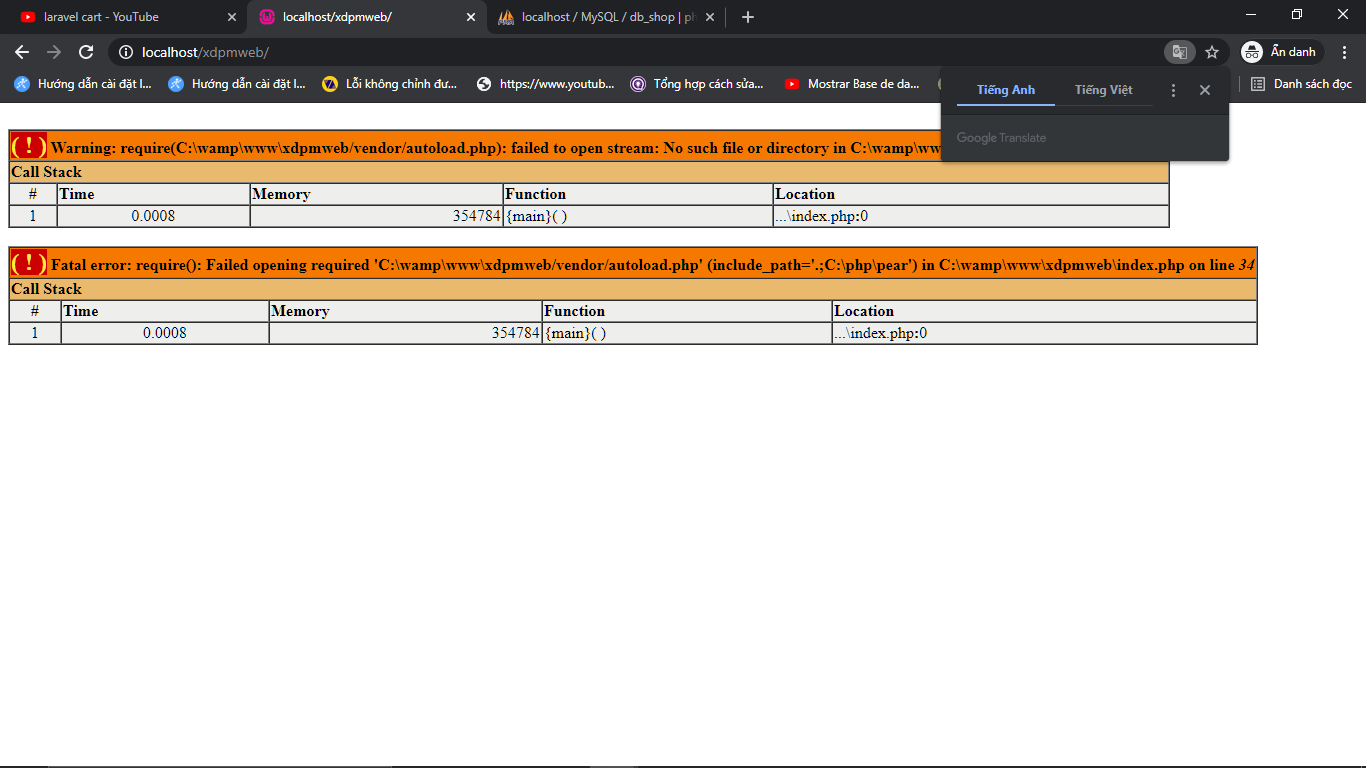 laravel cart - YouTube
localhost/xdpmweb/
localhost / MySQL / db_shop | ph
localhost/xdpmweb/
Ẩn danh
Hướng dẫn cài đặt l...
Hướng dẫn cài đặt l...
Lỗi không chỉnh đư...
https://www.youtub...
Tổng hợp cách sửa...
Mostrar Base de da...
Danh sách đọc
Tiếng Anh
Tiếng Việt
Google Translate
( ! ) Warning: require(C:\wamp\www\xdpmweb/vendor/autoload.php): failed to open stream: No such file or directory in C:\wamp\ww
Call Stack
# Time Memory Function Location
1 0.0008 354784 {main}( ) ...\index.php:0
( ! ) Fatal error: require(): Failed opening required 'C:\wamp\www\xdpmweb/vendor/autoload.php' (include_path='.;C:\php\pear') in C:\wamp\www\xdpmweb\index.php on line 34
Call Stack
# Time Memory Function Location
1 0.0008 354784 {main}( ) ...\index.php:0